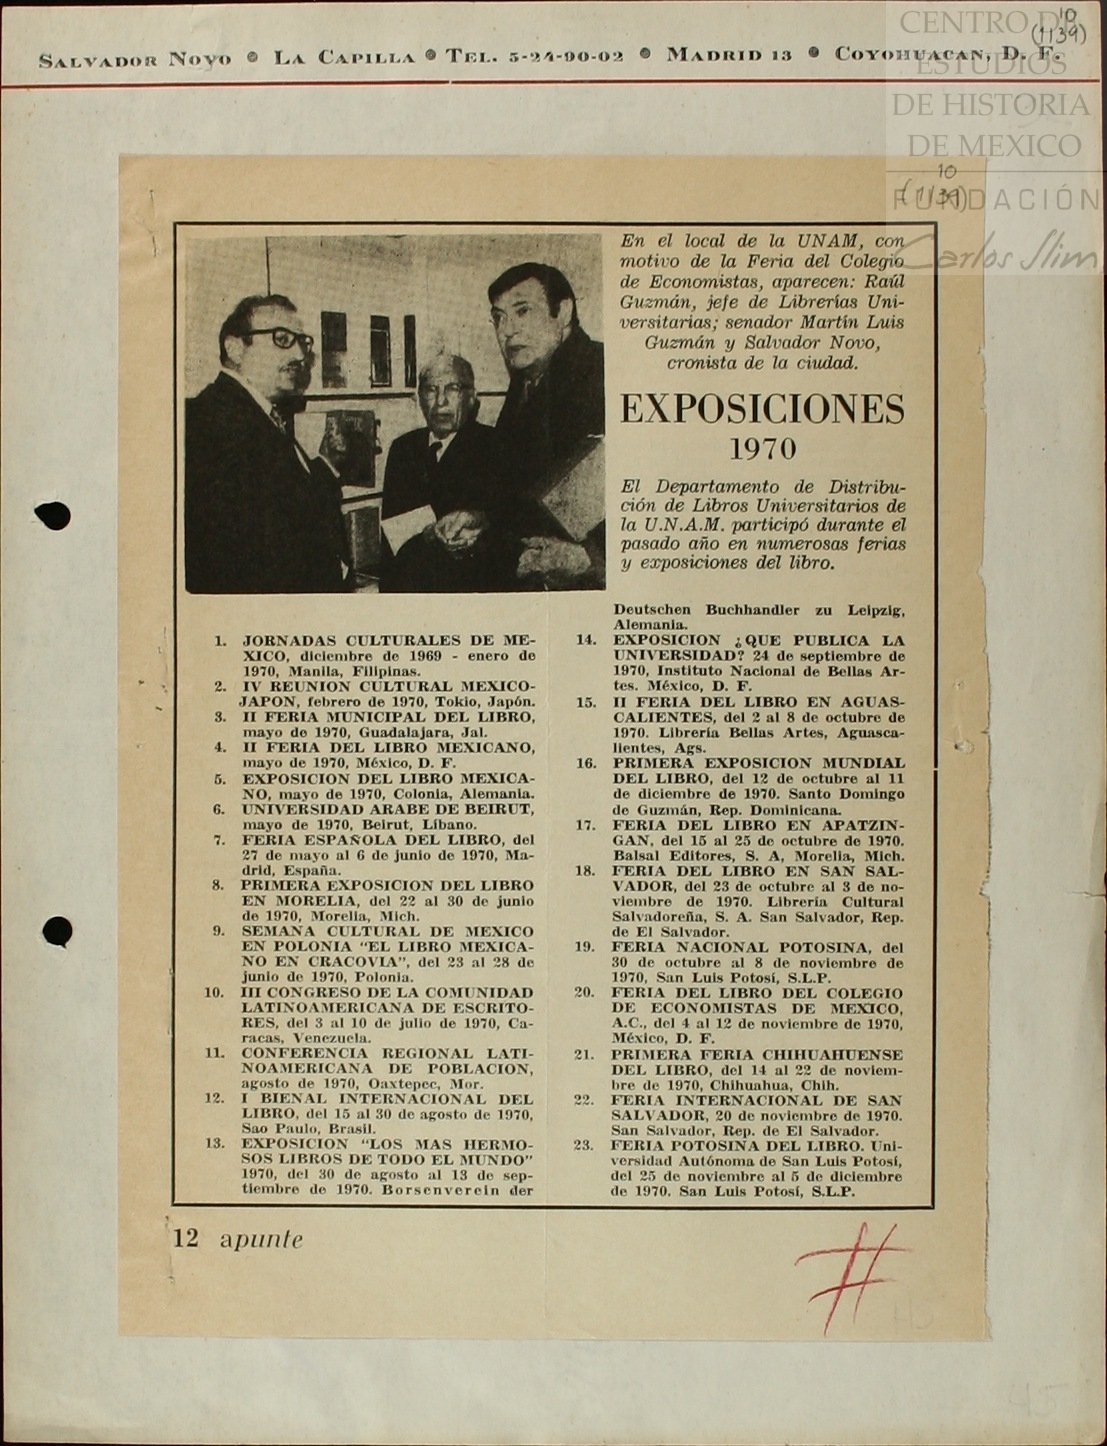 SALVADOR NOVO ● LA CAPILLA ● TEL. 5-24-90-02 ● MADRID 13 ● COYOHUACAN, D. F.
10
(1139)
CENTRO DE
ESTUDIOS
DE HISTORIA
DE MEXICO
FUNDACIÓN
Carlos Slim
10
(1139)
En el local de la UNAM, con
motivo de la Feria del Colegio
de Economistas, aparecen: Raúl
Guzmán, jefe de Librerías Uni-
versitarias; senador Martín Luis
Guzmán y Salvador Novo,
cronista de la ciudad.
EXPOSICIONES
1970
El Departamento de Distribu-
ción de Libros Universitarios de
la U.N.A.M. participó durante el
pasado año en numerosas ferias
y exposiciones del libro.
1. JORNADAS CULTURALES DE ME-
XICO, diciembre de 1969 - enero de
1970, Manila, Filipinas.
2. IV REUNION CULTURAL MEXICO-
JAPON, febrero de 1970, Tokio, Japón.
3. II FERIA MUNICIPAL DEL LIBRO,
mayo de 1970, Guadalajara, Jal.
4. II FERIA DEL LIBRO MEXICANO,
mayo de 1970, México, D. F.
5. EXPOSICION DEL LIBRO MEXICA-
NO, mayo de 1970, Colonia, Alemania.
6. UNIVERSIDAD ARABE DE BEIRUT,
mayo de 1970, Beirut, Líbano.
7. FERIA ESPAÑOLA DEL LIBRO, del
27 de mayo al 6 de junio de 1970, Ma-
drid, España.
8. PRIMERA EXPOSICION DEL LIBRO
EN MORELIA, del 22 al 30 de junio
de 1970, Morelia, Mich.
9. SEMANA CULTURAL DE MEXICO
EN POLONIA "EL LIBRO MEXICA-
NO EN CRACOVIA", del 23 al 28 de
junio de 1970, Polonia.
10. III CONGRESO DE LA COMUNIDAD
LATINOAMERICANA DE ESCRITO-
RES, del 3 al 10 de julio de 1970, Ca-
racas, Venezuela.
11. CONFERENCIA REGIONAL LATI-
NOAMERICANA DE POBLACION,
agosto de 1970, Oaxtepec, Mor.
12. I BIENAL INTERNACIONAL DEL
LIBRO, del 15 al 30 de agosto de 1970,
Sao Paulo, Brasil.
13. EXPOSICION "LOS MAS HERMO-
SOS LIBROS DE TODO EL MUNDO"
1970, del 30 de agosto al 13 de sep-
tiembre de 1970. Borsenverein der
Deutschen Buchhandler zu Leipzig,
Alemania.
14. EXPOSICION ¿QUE PUBLICA LA
UNIVERSIDAD? 24 de septiembre de
1970, Instituto Nacional de Bellas Ar-
tes. México, D. F.
15. II FERIA DEL LIBRO EN AGUAS-
CALIENTES, del 2 al 8 de octubre de
1970. Librería Bellas Artes, Aguasca-
lientes, Ags.
16. PRIMERA EXPOSICION MUNDIAL
DEL LIBRO, del 12 de octubre al 11
de diciembre de 1970. Santo Domingo
de Guzmán, Rep. Dominicana.
17. FERIA DEL LIBRO EN APATZIN-
GAN, del 15 al 25 de octubre de 1970.
Balsal Editores, S. A, Morelia, Mich.
18. FERIA DEL LIBRO EN SAN SAL-
VADOR, del 23 de octubre al 3 de no-
viembre de 1970. Librería Cultural
Salvadoreña, S. A. San Salvador, Rep.
de El Salvador.
19. FERIA NACIONAL POTOSINA, del
30 de octubre al 8 de noviembre de
1970, San Luis Potosí, S.L.P.
20. FERIA DEL LIBRO DEL COLEGIO
DE ECONOMISTAS DE MEXICO,
A.C., del 4 al 12 de noviembre de 1970,
México, D. F.
21. PRIMERA FERIA CHIHUAHUENSE
DEL LIBRO, del 14 al 22 de noviem-
bre de 1970, Chihuahua, Chih.
22. FERIA INTERNACIONAL DE SAN
SALVADOR, 20 de noviembre de 1970.
San Salvador, Rep. de El Salvador.
23. FERIA POTOSINA DEL LIBRO. Uni-
versidad Autónoma de San Luis Potosí,
del 25 de noviembre al 5 de diciembre
de 1970. San Luis Potosí, S.L.P.
12 apunte
#